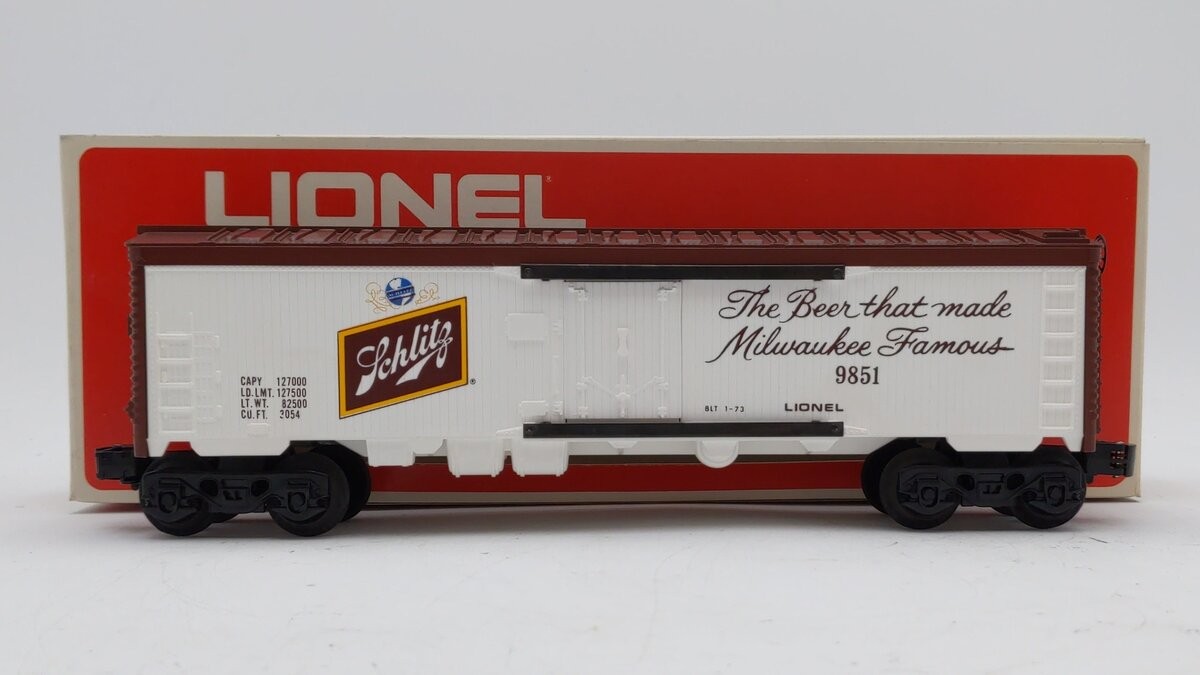 LIONEL
Schlitz®
The Beer that made
Milwaukee Famous
9851
CAPY 127000
LD.LMT. 127500
LT. WT. 82500
CU.FT. 3054
BLT 1-73 LIONEL